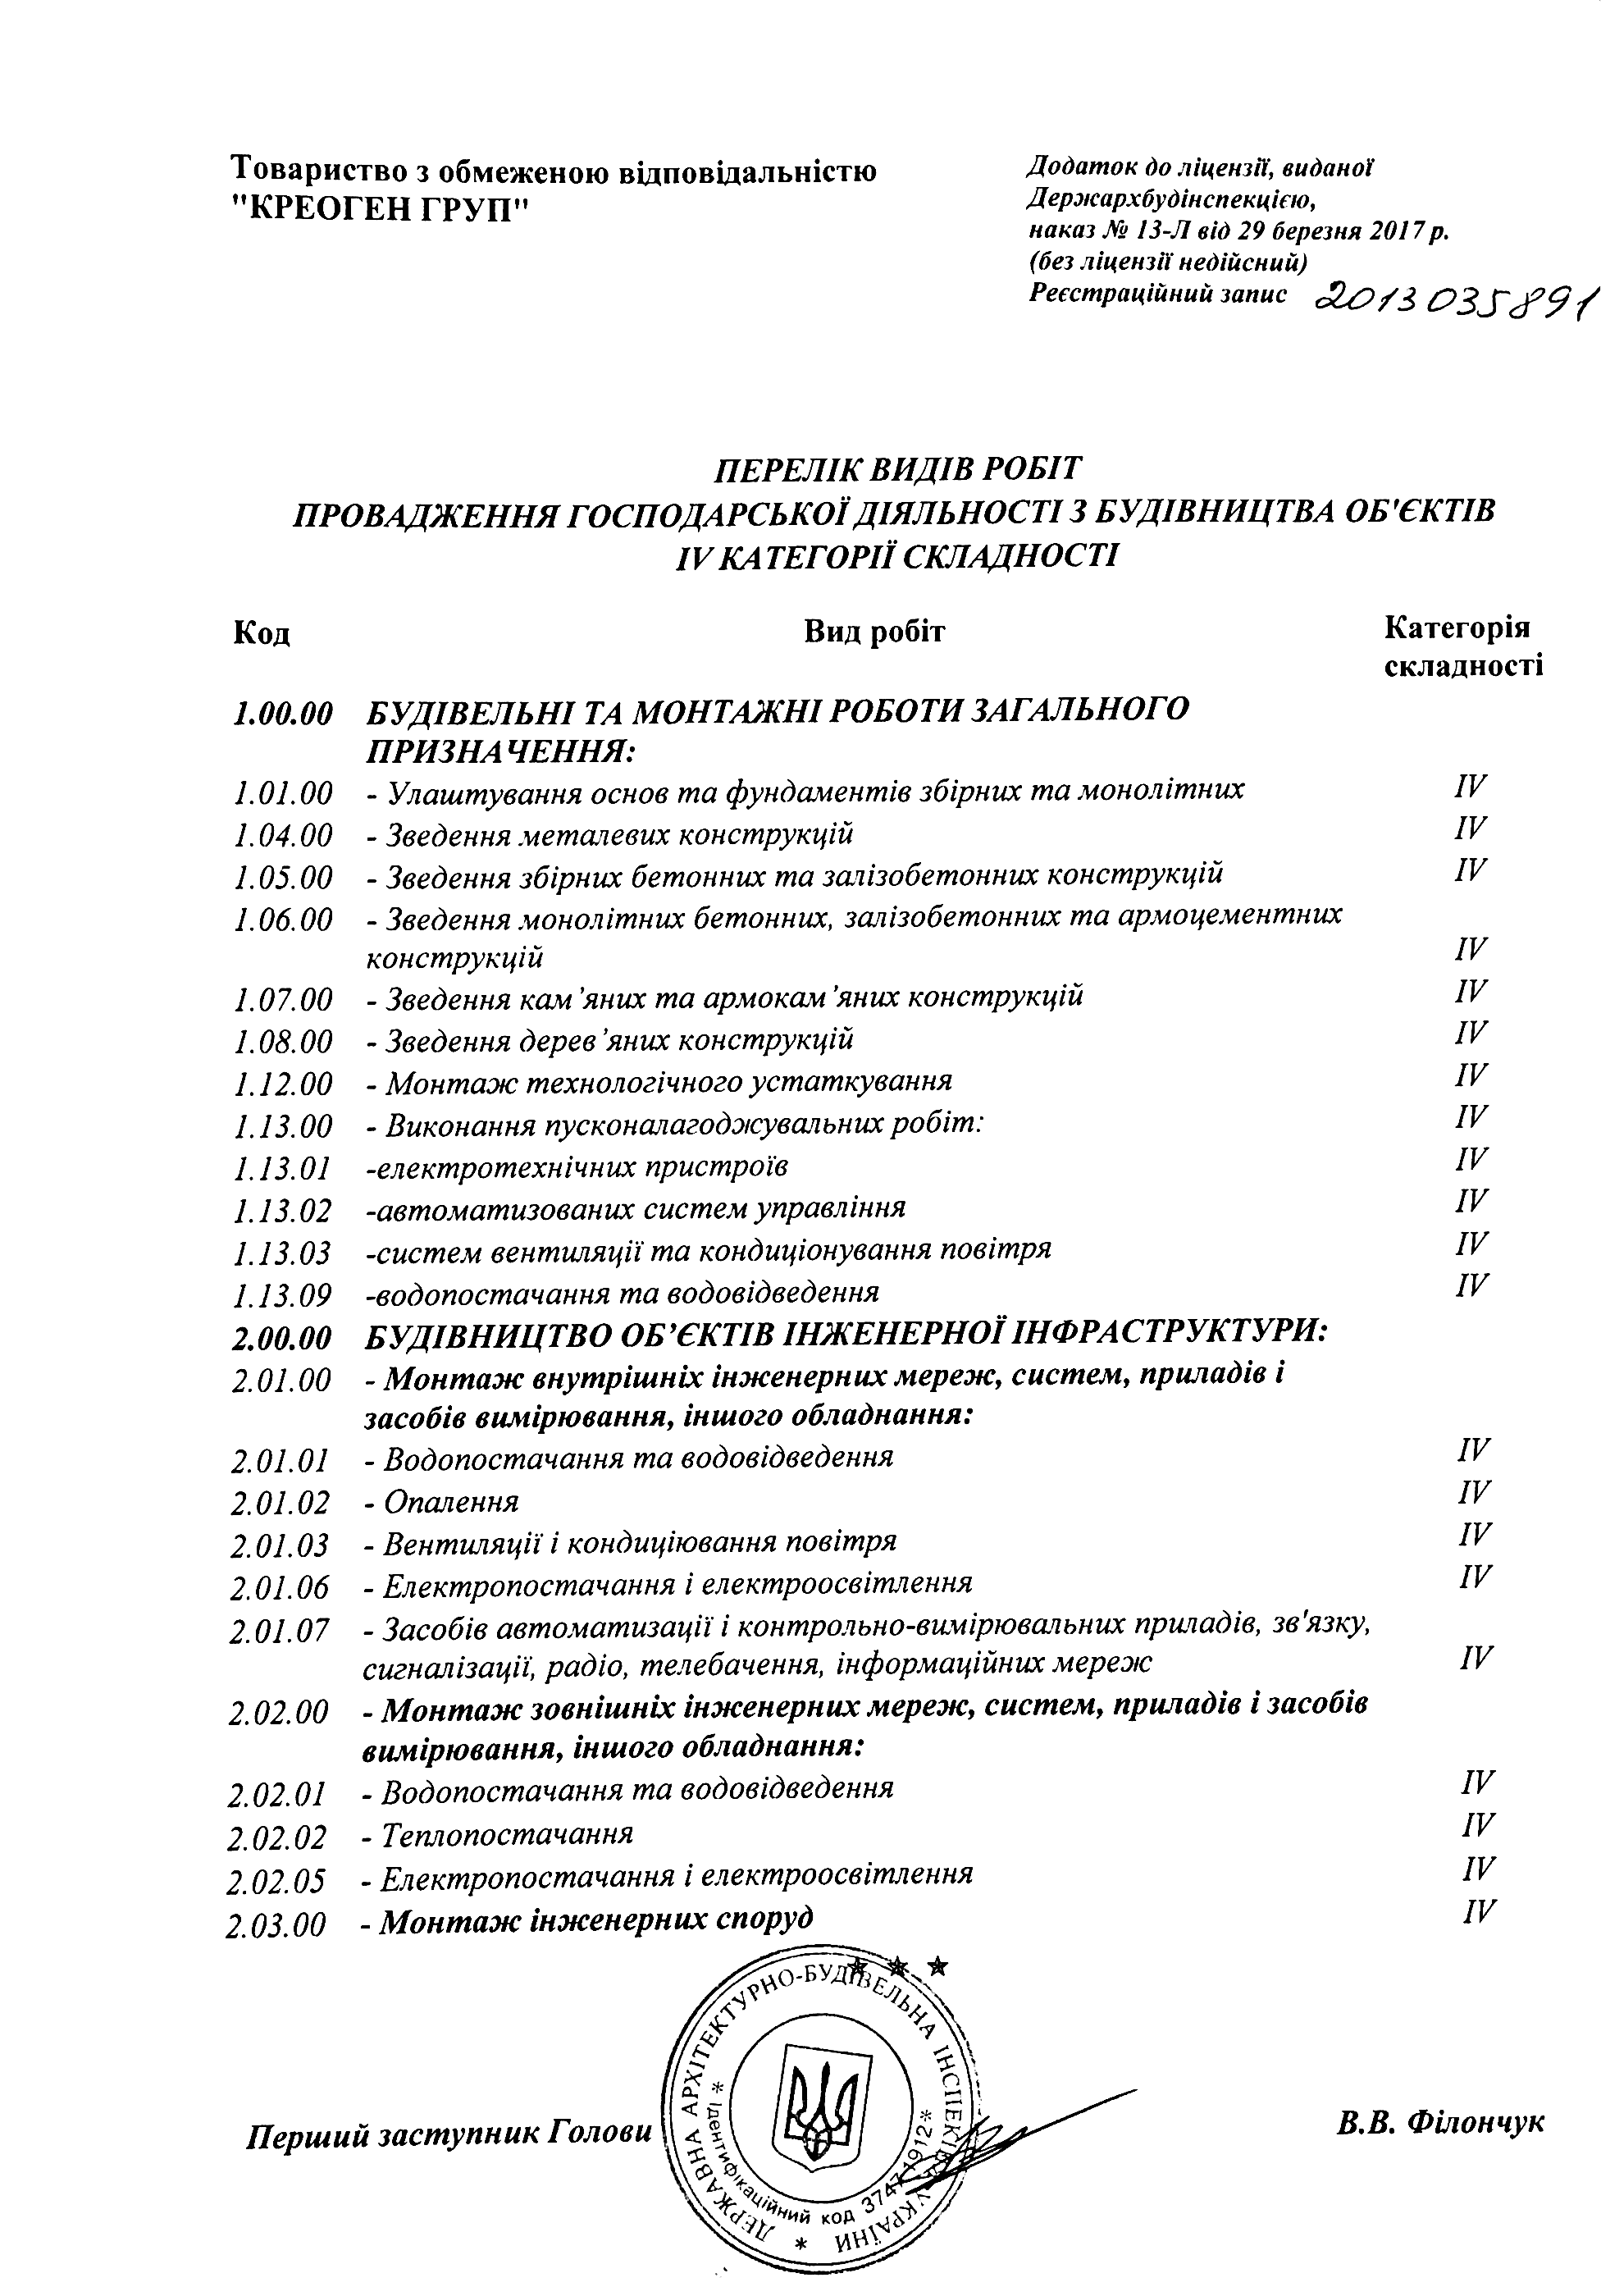 Товариство з обмеженою відповідальністю
"КРЕОГЕН ГРУП"
Додаток до ліцензії, виданої
Держархбудінспекцією,
наказ № 13-Л від 29 березня 2017 р.
(без ліцензії недійсний)
Реєстраційний запис 2013035891
ПЕРЕЛІК ВИДІВ РОБІТ
ПРОВАДЖЕННЯ ГОСПОДАРСЬКОЇ ДІЯЛЬНОСТІ З БУДІВНИЦТВА ОБ'ЄКТІВ
IV КАТЕГОРІЇ СКЛАДНОСТІ
Код Вид робіт Категорія
складності
1.00.00 БУДІВЕЛЬНІ ТА МОНТАЖНІ РОБОТИ ЗАГАЛЬНОГО
ПРИЗНАЧЕННЯ:
1.01.00 - Улаштування основ та фундаментів збірних та монолітних IV
1.04.00 - Зведення металевих конструкцій IV
1.05.00 - Зведення збірних бетонних та залізобетонних конструкцій IV
1.06.00 - Зведення монолітних бетонних, залізобетонних та армоцементних
конструкцій IV
1.07.00 - Зведення кам'яних та армокам'яних конструкцій IV
1.08.00 - Зведення дерев'яних конструкцій IV
1.12.00 - Монтаж технологічного устаткування IV
1.13.00 - Виконання пусконалагоджувальних робіт: IV
1.13.01 -електротехнічних пристроїв IV
1.13.02 -автоматизованих систем управління IV
1.13.03 -систем вентиляції та кондиціонування повітря IV
1.13.09 -водопостачання та водовідведення IV
2.00.00 БУДІВНИЦТВО ОБ’ЄКТІВ ІНЖЕНЕРНОЇ ІНФРАСТРУКТУРИ:
2.01.00 - Монтаж внутрішніх інженерних мереж, систем, приладів і
засобів вимірювання, іншого обладнання:
2.01.01 - Водопостачання та водовідведення IV
2.01.02 - Опалення IV
2.01.03 - Вентиляції і кондиціювання повітря IV
2.01.06 - Електропостачання і електроосвітлення IV
2.01.07 - Засобів автоматизації і контрольно-вимірювальних приладів, зв'язку,
сигналізації, радіо, телебачення, інформаційних мереж IV
2.02.00 - Монтаж зовнішніх інженерних мереж, систем, приладів і засобів
вимірювання, іншого обладнання:
2.02.01 - Водопостачання та водовідведення IV
2.02.02 - Теплопостачання IV
2.02.05 - Електропостачання і електроосвітлення IV
2.03.00 - Монтаж інженерних споруд IV
ДЕРЖАВНА АРХІТЕКТУРНО-БУДІВЕЛЬНА ІНСПЕКЦІЯ УКРАЇНИ
* Ідентифікаційний код 37471912*
Перший заступник Голови В.В. Філончук